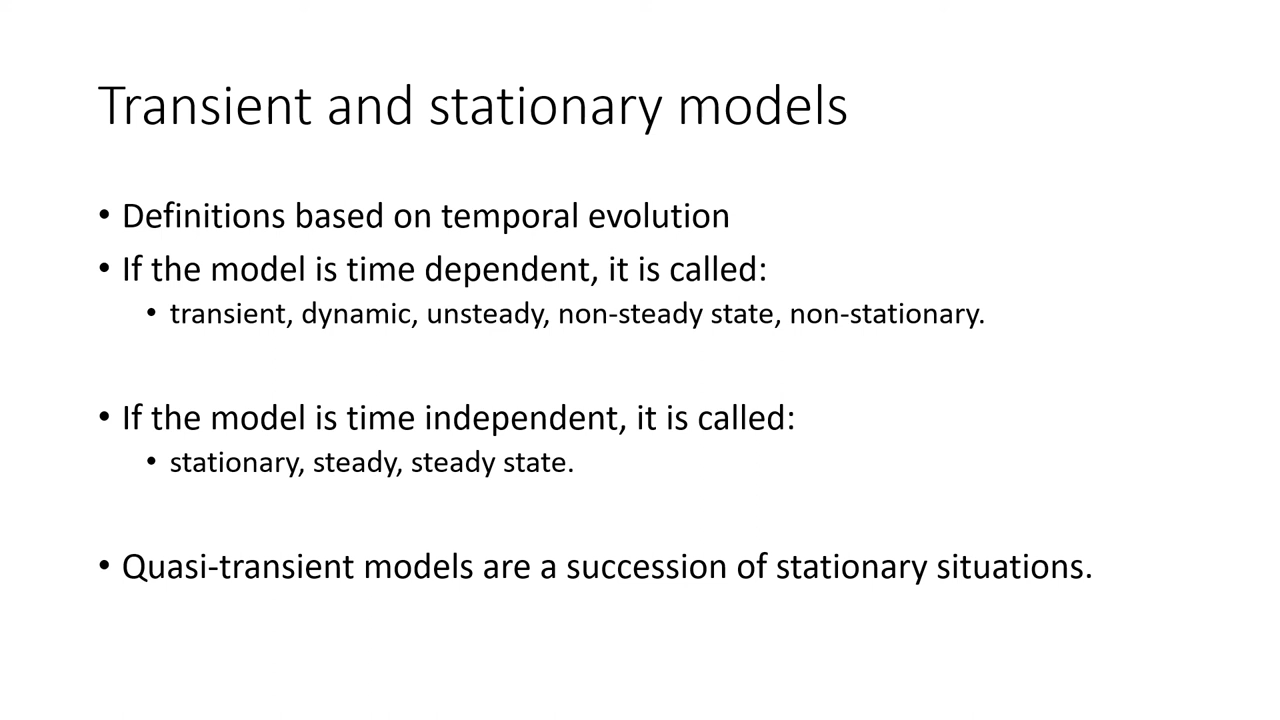 Transient and stationary models
• Definitions based on temporal evolution
• If the model is time dependent, it is called:
• transient, dynamic, unsteady, non-steady state, non-stationary.
• If the model is time independent, it is called:
• stationary, steady, steady state.
• Quasi-transient models are a succession of stationary situations.